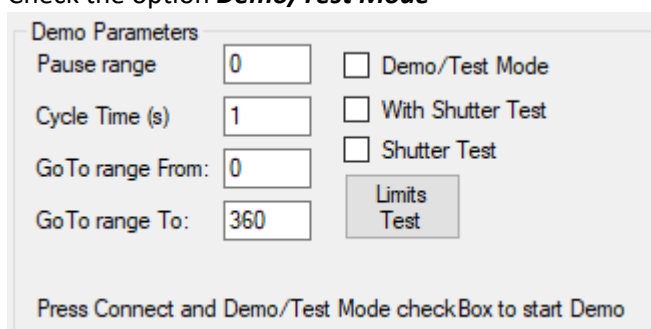 Check the option Demo/Test Mode
Demo Parameters
Pause range 0 Demo/Test Mode
Cycle Time (s) 1 With Shutter Test
Shutter Test
GoTo range From: 0
Limits
Test
GoTo range To: 360
Press Connect and Demo/Test Mode checkBox to start Demo